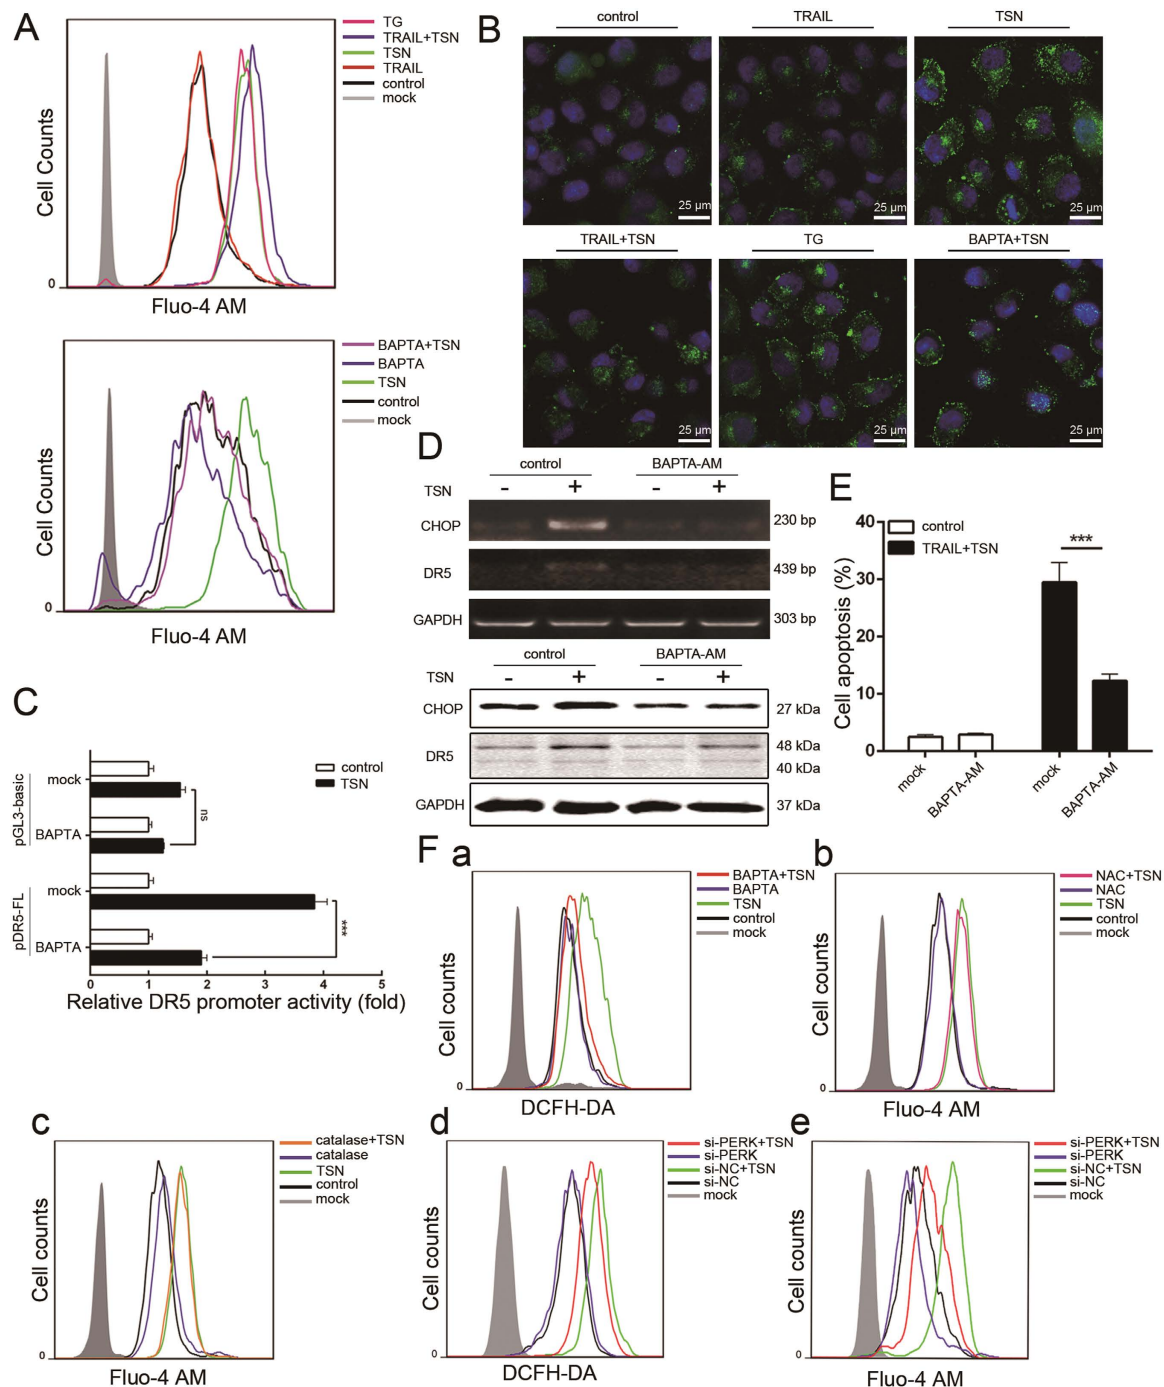 A
TG
TRAIL+TSN
TSN
TRAIL
control
mock
Cell Counts
0
Fluo-4 AM
BAPTA+TSN
BAPTA
TSN
control
mock
Cell Counts
0
Fluo-4 AM
B
control
TRAIL
TSN
25 μm
25 μm
25 μm
TRAIL+TSN
TG
BAPTA+TSN
25 μm
25 μm
25 μm
C
control
TSN
pGL3-basic
mock
BAPTA
ns
pDR5-FL
mock
BAPTA
***
0 1 2 3 4 5
Relative DR5 promoter activity (fold)
D
control BAPTA-AM
TSN - + - +
CHOP 230 bp
DR5 439 bp
GAPDH 303 bp
control BAPTA-AM
TSN - + - +
CHOP 27 kDa
DR5 48 kDa
40 kDa
GAPDH 37 kDa
E
control
TRAIL+TSN
***
Cell apoptosis (%)
40
30
20
10
0
mock
BAPTA-AM
mock
BAPTA-AM
F
a
BAPTA+TSN
BAPTA
TSN
control
mock
Cell counts
0
DCFH-DA
b
NAC+TSN
NAC
TSN
control
mock
Cell counts
0
Fluo-4 AM
c
catalase+TSN
catalase
TSN
control
mock
Cell counts
0
Fluo-4 AM
d
si-PERK+TSN
si-PERK
si-NC+TSN
si-NC
mock
Cell counts
0
DCFH-DA
e
si-PERK+TSN
si-PERK
si-NC+TSN
si-NC
mock
Cell counts
0
Fluo-4 AM